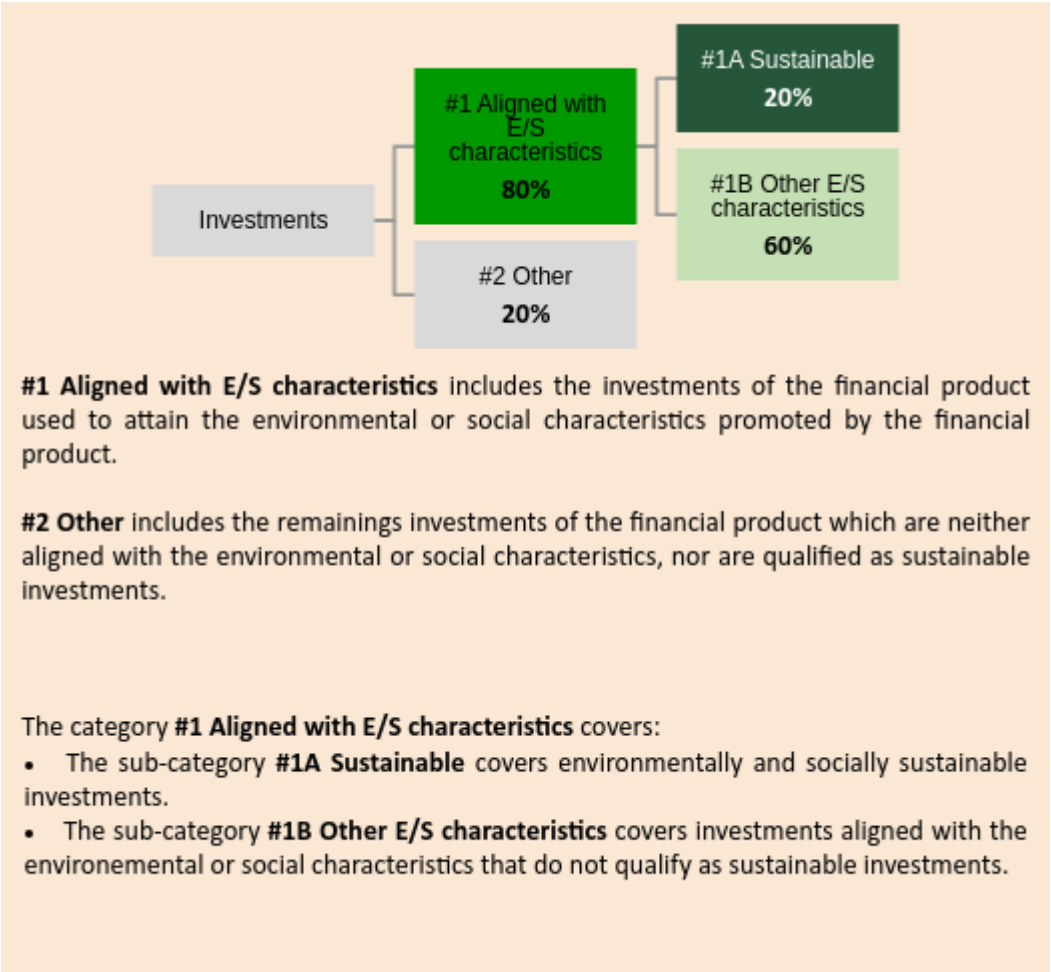 #1A Sustainable
20%
#1 Aligned with
E/S
characteristics
80%
#1B Other E/S
characteristics
60%
Investments
#2 Other
20%
#1 Aligned with E/S characteristics includes the investments of the financial product
used to attain the environmental or social characteristics promoted by the financial
product.
#2 Other includes the remainings investments of the financial product which are neither
aligned with the environmental or social characteristics, nor are qualified as sustainable
investments.
The category #1 Aligned with E/S characteristics covers:
• The sub-category #1A Sustainable covers environmentally and socially sustainable
investments.
• The sub-category #1B Other E/S characteristics covers investments aligned with the
environemental or social characteristics that do not qualify as sustainable investments.